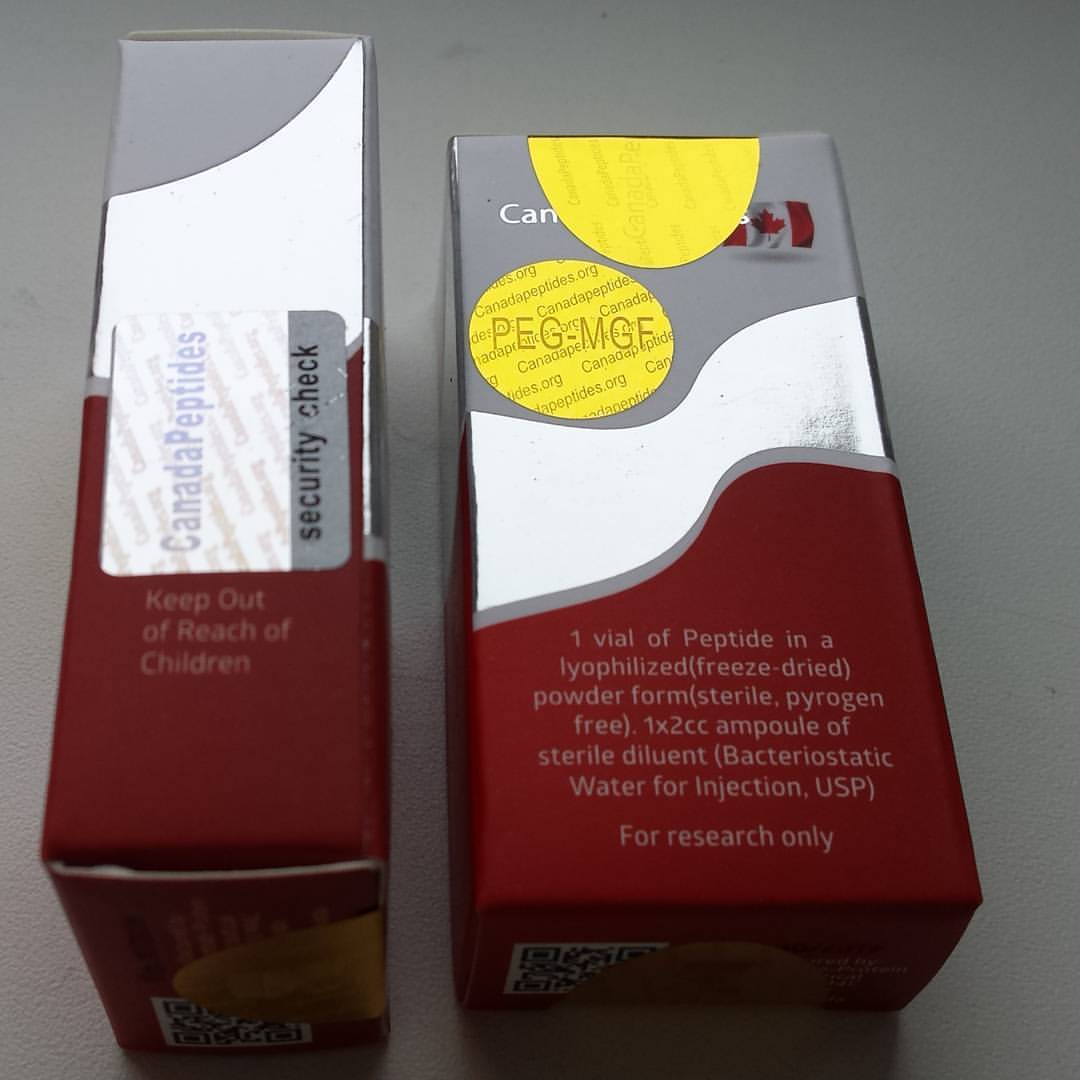 CanadaPeptides
security check
Keep Out
of Reach of
Children
Can s
CanadaPe
Canadapeptides.org
PEG-MGF
1 vial of Peptide in a
lyophilized(freeze-dried)
powder form(sterile, pyrogen
free). 1x2cc ampoule of
sterile diluent (Bacteriostatic
Water for Injection, USP)
For research only